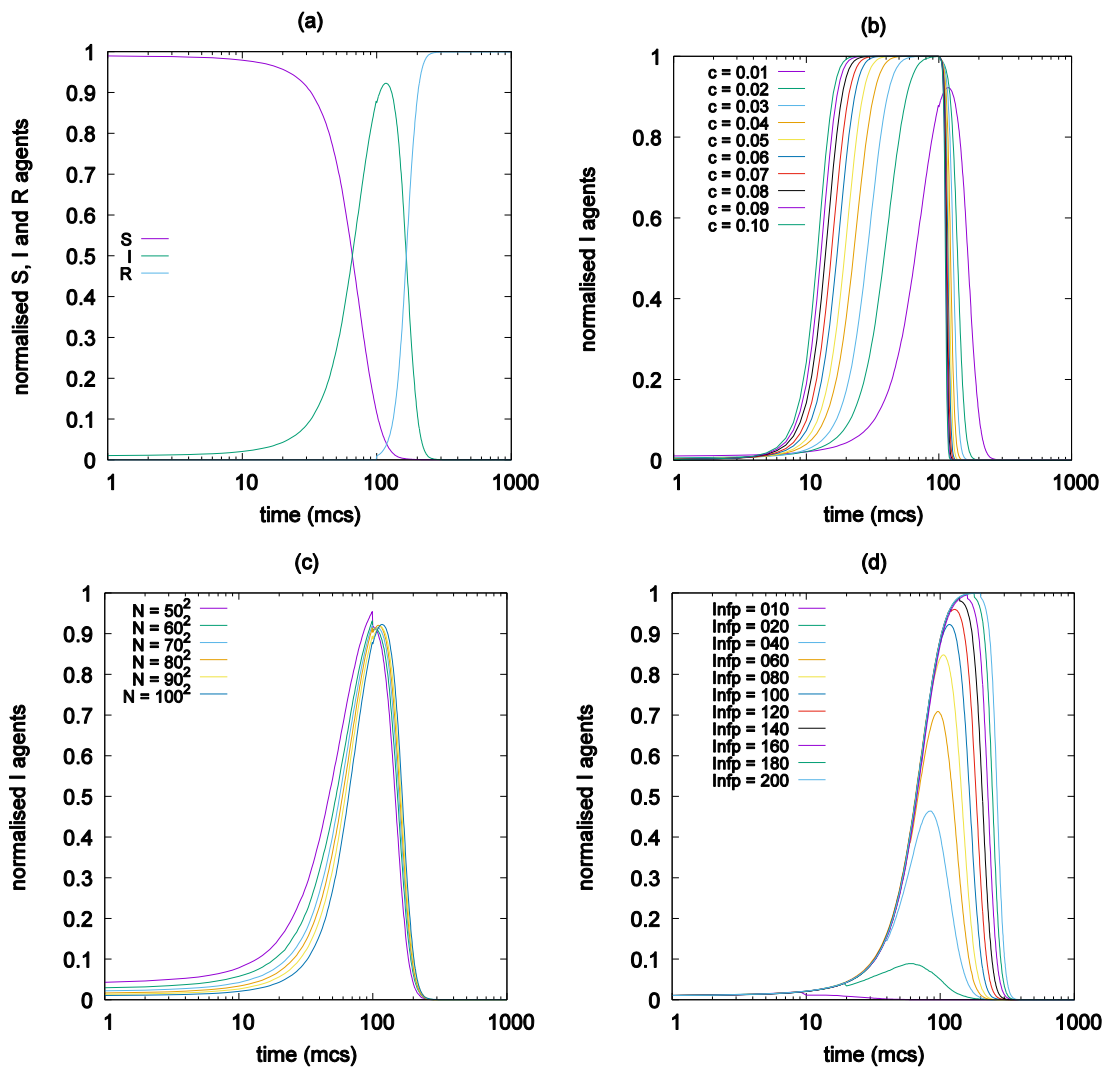 (a)
normalised S, I and R agents
1
0.9
0.8
0.7
0.6
0.5
0.4
0.3
0.2
0.1
0
S
I
R
1
10
100
1000
time (mcs)
(b)
normalised I agents
1
0.8
0.6
0.4
0.2
0
c = 0.01
c = 0.02
c = 0.03
c = 0.04
c = 0.05
c = 0.06
c = 0.07
c = 0.08
c = 0.09
c = 0.10
1
10
100
1000
time (mcs)
(c)
normalised I agents
1
0.9
0.8
0.7
0.6
0.5
0.4
0.3
0.2
0.1
0
N = 50²
N = 60²
N = 70²
N = 80²
N = 90²
N = 100²
1
10
100
1000
time (mcs)
(d)
normalised I agents
1
0.9
0.8
0.7
0.6
0.5
0.4
0.3
0.2
0.1
0
Infp = 010
Infp = 020
Infp = 040
Infp = 060
Infp = 080
Infp = 100
Infp = 120
Infp = 140
Infp = 160
Infp = 180
Infp = 200
1
10
100
1000
time (mcs)